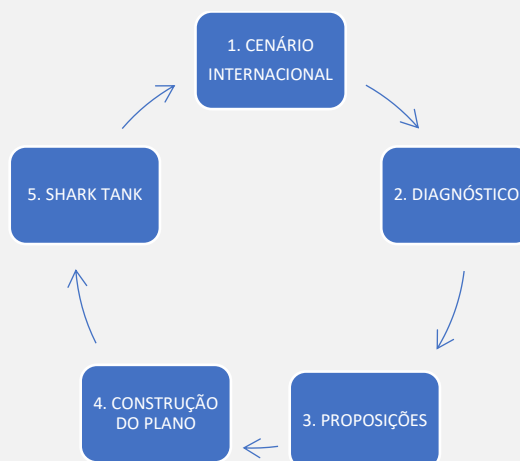 1. CENÁRIO
INTERNACIONAL
2. DIAGNÓSTICO
3. PROPOSIÇÕES
4. CONSTRUÇÃO
DO PLANO
5. SHARK TANK